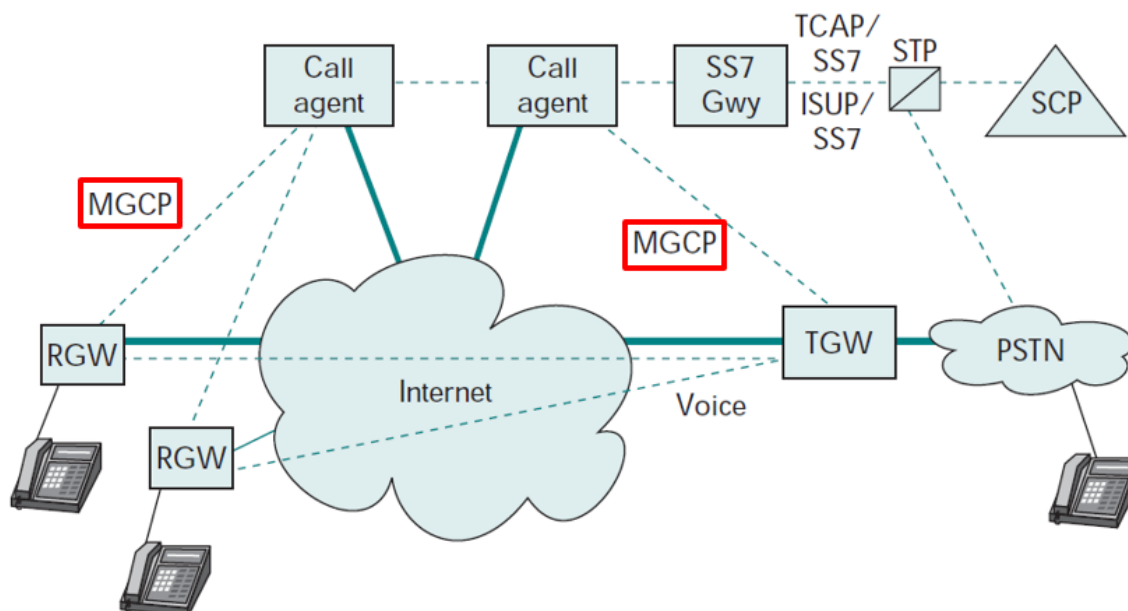 Call
agent
Call
agent
SS7
Gwy
TCAP/
SS7
ISUP/
SS7
STP
SCP
MGCP
MGCP
RGW
Internet
TGW
PSTN
Voice
RGW